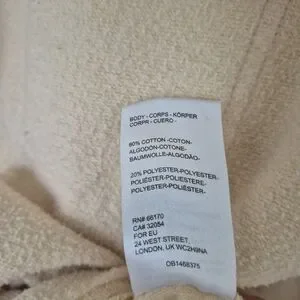 BODY - CORPS - KÖRPER
CORPR - CUERO -
80% COTTON -COTON-
ALGODÓN-COTONE-
BAUMWOLLE-ALGODÃO-
20% POLYESTER-POLYESTER-
POLIÉSTER-POLIESTERE-
POLYESTER-POLIÉSTER-
RN# 66170
CA# 32054
FOR EU
24 WEST STREET,
LONDON, UK WC2H9NA
OB1468375